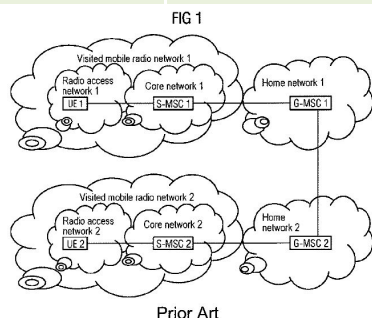 FIG 1
Visited mobile radio network 1
Radio access
network 1
Core network 1
Home network 1
UE 1
S-MSC 1
G-MSC 1
Visited mobile radio network 2
Radio access
network 2
Core network 2
Home
network 2
UE 2
S-MSC 2
G-MSC 2
Prior Art